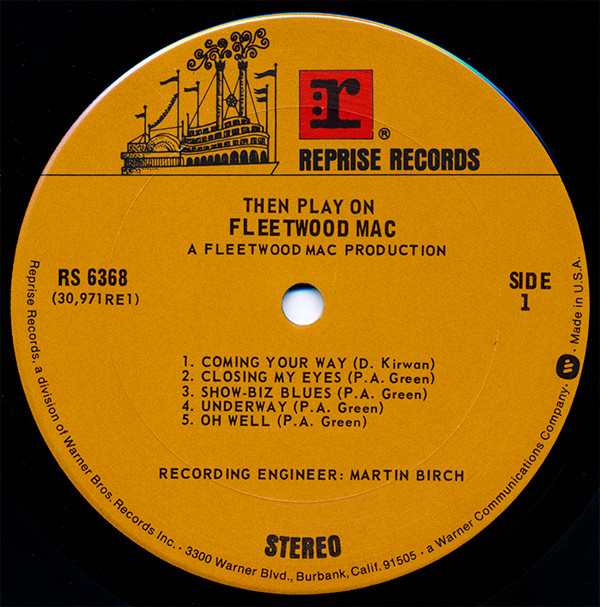 r
®
REPRISE RECORDS
THEN PLAY ON
FLEETWOOD MAC
A FLEETWOOD MAC PRODUCTION
RS 6368
(30,971RE1)
SIDE
1
1. COMING YOUR WAY (D. Kirwan)
2. CLOSING MY EYES (P.A. Green)
3. SHOW-BIZ BLUES (P.A. Green)
4. UNDERWAY (P.A. Green)
5. OH WELL (P.A. Green)
RECORDING ENGINEER: MARTIN BIRCH
STEREO
Reprise Records, a division of Warner Bros. Records Inc. • 3300 Warner Blvd., Burbank, Calif. 91505 • a Warner Communications Company. • Made in U.S.A.